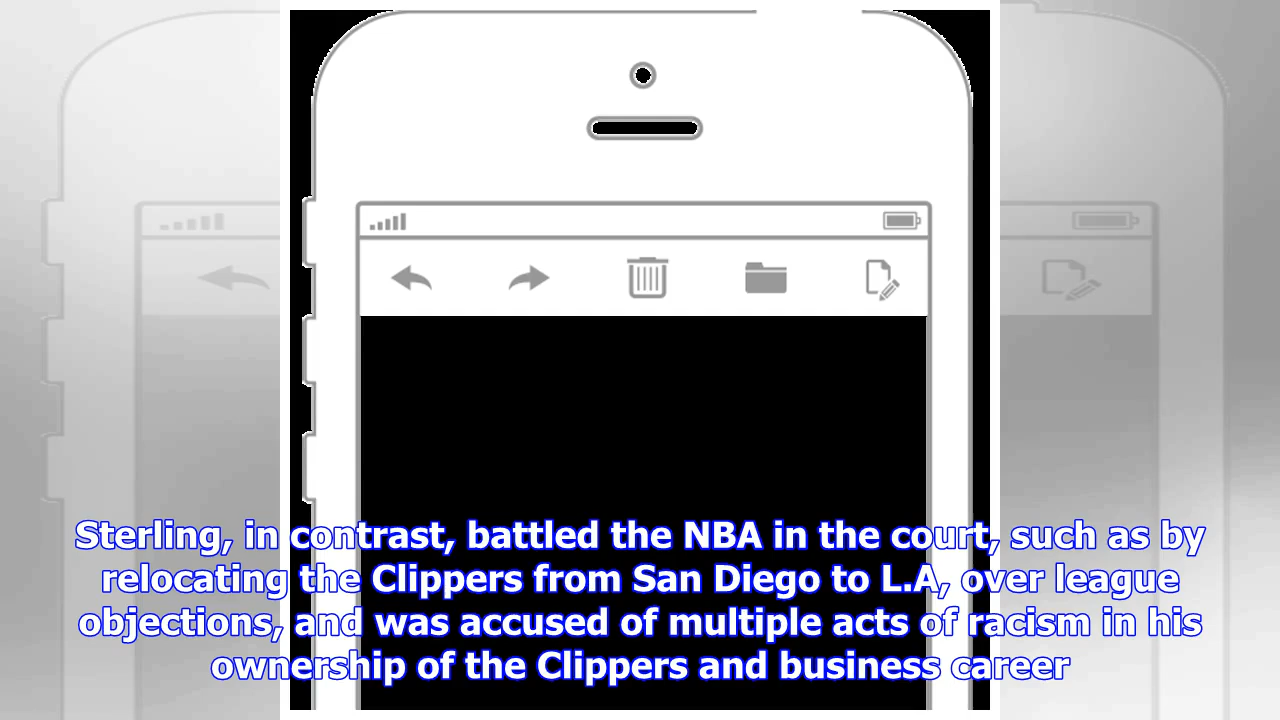 Sterling, in contrast, battled the NBA in the court, such as by
relocating the Clippers from San Diego to L.A, over league
objections, and was accused of multiple acts of racism in his
ownership of the Clippers and business career